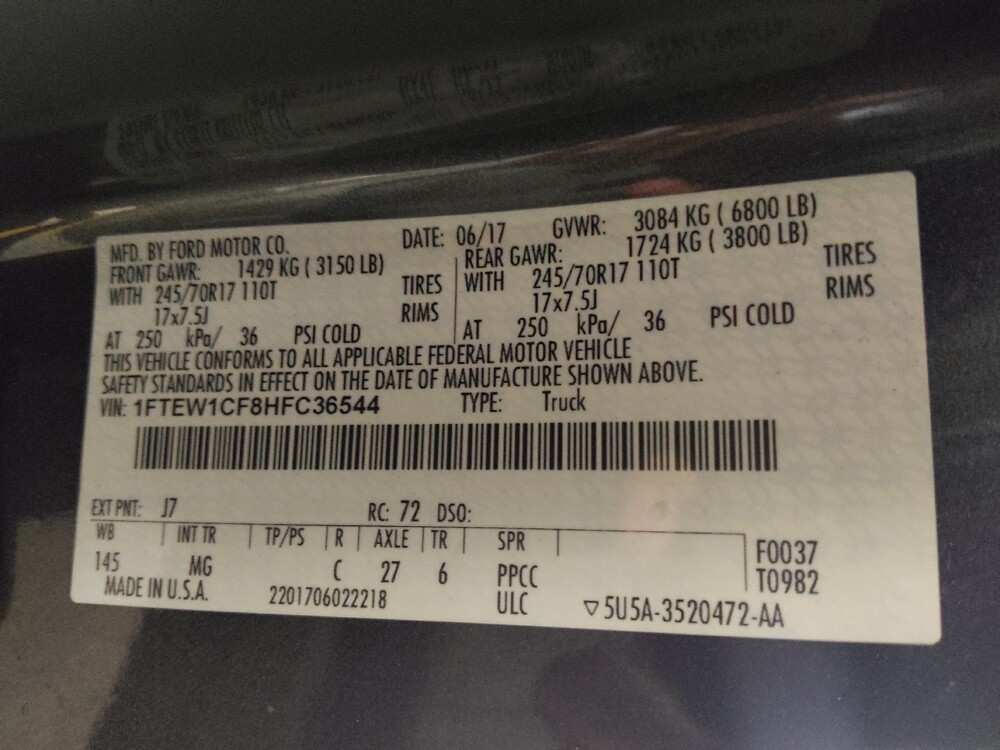 MFD. BY FORD MOTOR CO. DATE: 06/17 GVWR: 3084 KG ( 6800 LB)
FRONT GAWR: 1429 KG ( 3150 LB) REAR GAWR: 1724 KG ( 3800 LB)
WITH 245/70R17 110T TIRES WITH 245/70R17 110T TIRES
17x7.5J RIMS 17x7.5J RIMS
AT 250 kPa/ 36 PSI COLD AT 250 kPa/ 36 PSI COLD
THIS VEHICLE CONFORMS TO ALL APPLICABLE FEDERAL MOTOR VEHICLE
SAFETY STANDARDS IN EFFECT ON THE DATE OF MANUFACTURE SHOWN ABOVE.
VIN: 1FTEW1CF8HFC36544 TYPE: Truck
EXT PNT: J7 RC: 72 DSO:
WB INT TR TP/PS R AXLE TR SPR F0037
145 MG C 27 6 PPCC T0982
MADE IN U.S.A. 2201706022218 ULC ▽5U5A-3520472-AA